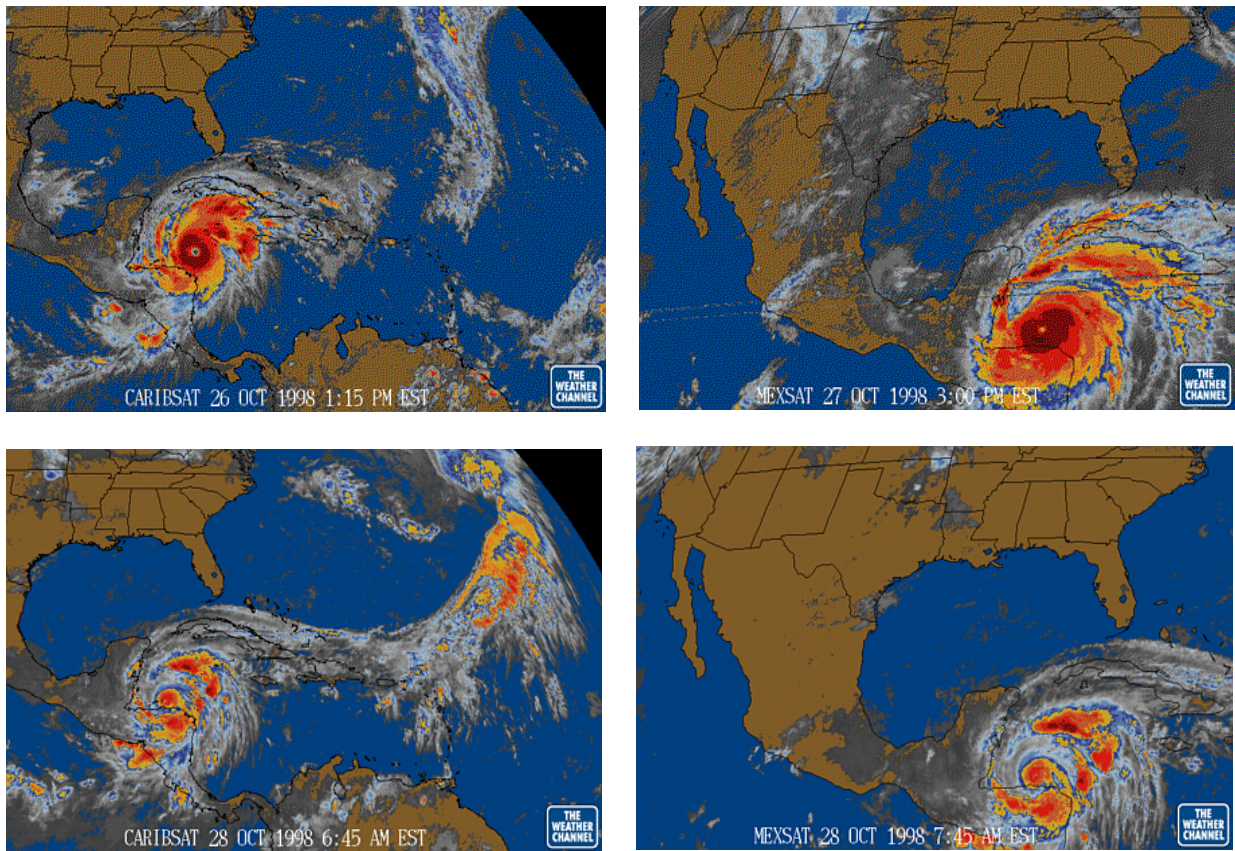 CARIBSAT 26 OCT 1998 1:15 PM EST
THE
WEATHER
CHANNEL
MEXSAT 27 OCT 1998 3:00 PM EST
THE
WEATHER
CHANNEL
CARIBSAT 28 OCT 1998 6:45 AM EST
THE
WEATHER
CHANNEL
MEXSAT 28 OCT 1998 7:45 AM EST
THE
WEATHER
CHANNEL